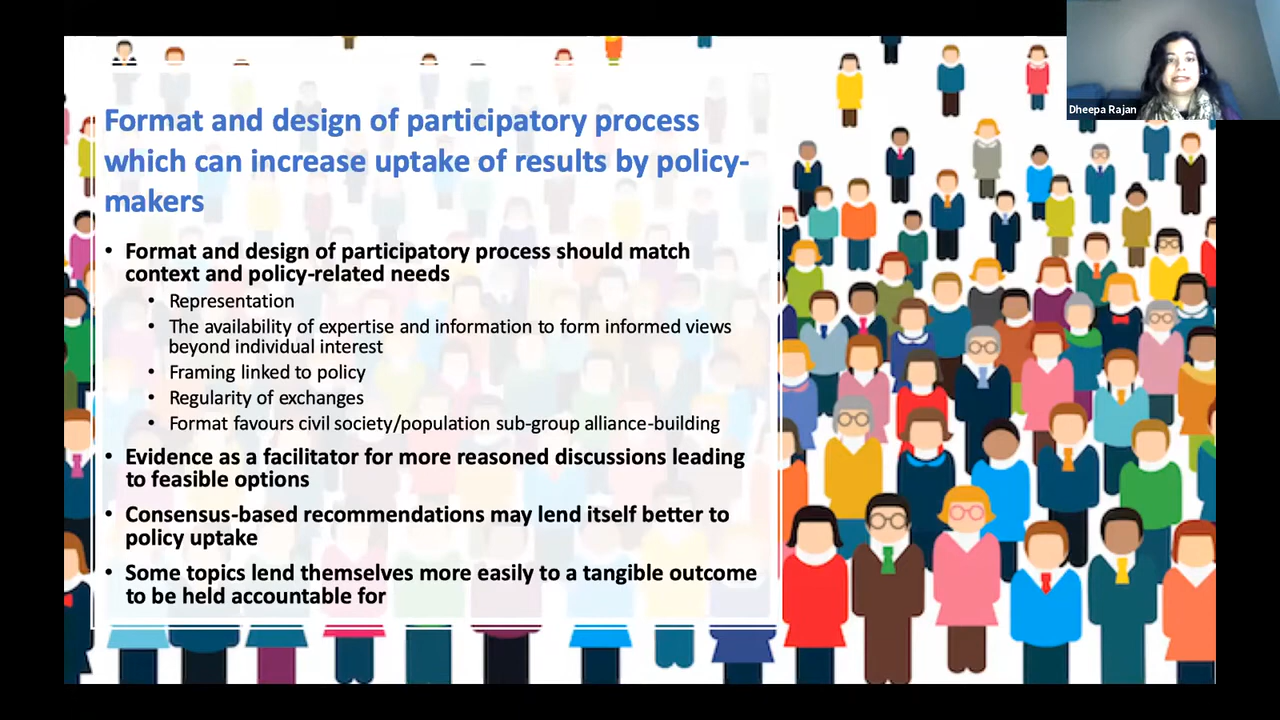 Dheepa Rajan
Format and design of participatory process
which can increase uptake of results by policy-
makers
• Format and design of participatory process should match
context and policy-related needs
• Representation
• The availability of expertise and information to form informed views
beyond individual interest
• Framing linked to policy
• Regularity of exchanges
• Format favours civil society/population sub-group alliance-building
• Evidence as a facilitator for more reasoned discussions leading
to feasible options
• Consensus-based recommendations may lend itself better to
policy uptake
• Some topics lend themselves more easily to a tangible outcome
to be held accountable for